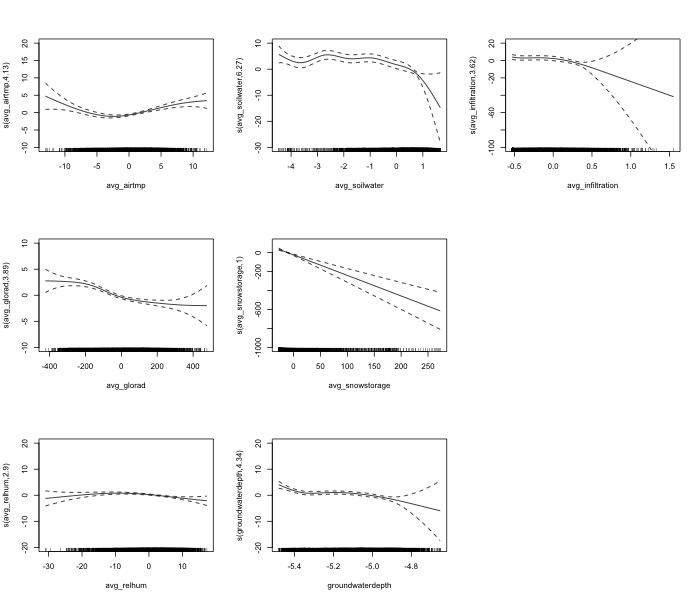 s(avg_airtmp,4.13)
20
15
10
5
0
-5
-10
-10 -5 0 5 10
avg_airtmp
s(avg_soilwater,6.27)
10
0
-10
-20
-30
-4 -3 -2 -1 0 1
avg_soilwater
s(avg_infiltration,3.62)
20
0
-20
-60
-100
-0.5 0.0 0.5 1.0 1.5
avg_infiltration
s(avg_glorad,3.89)
10
5
0
-5
-10
-400 -200 0 200 400
avg_glorad
s(avg_snowstorage,1)
0
-200
-600
-1000
0 50 100 150 200 250
avg_snowstorage
s(avg_relhum,2.9)
20
10
0
-10
-20
-30 -20 -10 0 10
avg_relhum
s(groundwaterdepth,4.34)
20
10
0
-10
-20
-5.4 -5.2 -5.0 -4.8
groundwaterdepth